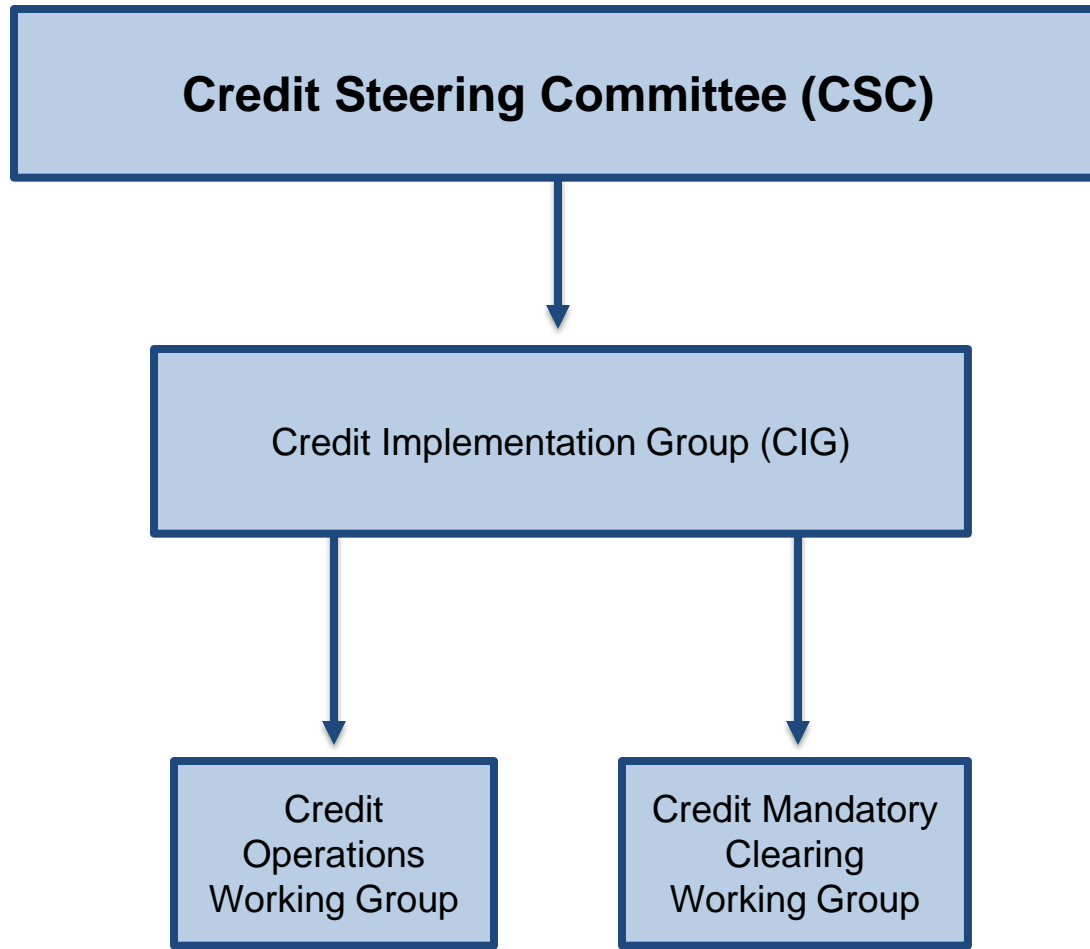 Credit Steering Committee (CSC)
Credit Implementation Group (CIG)
Credit
Operations
Working Group
Credit Mandatory
Clearing
Working Group